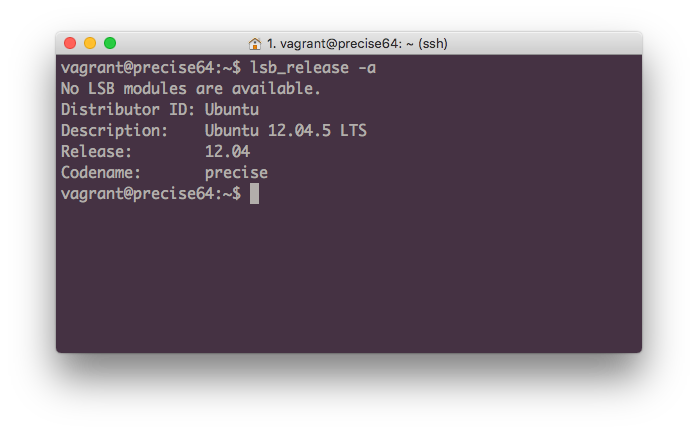 1. vagrant@precise64: ~ (ssh)
vagrant@precise64:~$ lsb_release -a
No LSB modules are available.
Distributor ID: Ubuntu
Description:    Ubuntu 12.04.5 LTS
Release:        12.04
Codename:       precise
vagrant@precise64:~$